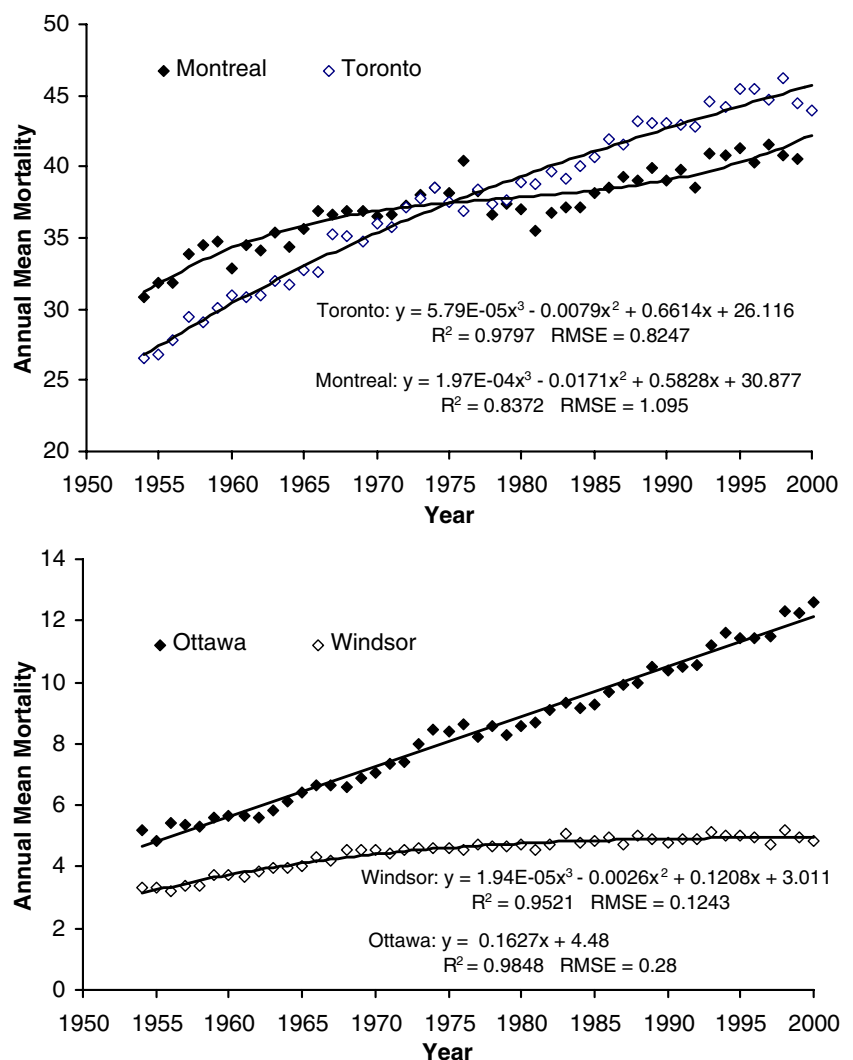 50
45
40
35
30
25
20
Annual Mean Mortality
Montreal Toronto
Toronto: y = 5.79E-05x³ - 0.0079x² + 0.6614x + 26.116
R² = 0.9797 RMSE = 0.8247
Montreal: y = 1.97E-04x³ - 0.0171x² + 0.5828x + 30.877
R² = 0.8372 RMSE = 1.095
1950 1955 1960 1965 1970 1975 1980 1985 1990 1995 2000
Year
14
12
10
8
6
4
2
0
Annual Mean Mortality
Ottawa Windsor
Windsor: y = 1.94E-05x³ - 0.0026x² + 0.1208x + 3.011
R² = 0.9521 RMSE = 0.1243
Ottawa: y = 0.1627x + 4.48
R² = 0.9848 RMSE = 0.28
1950 1955 1960 1965 1970 1975 1980 1985 1990 1995 2000
Year